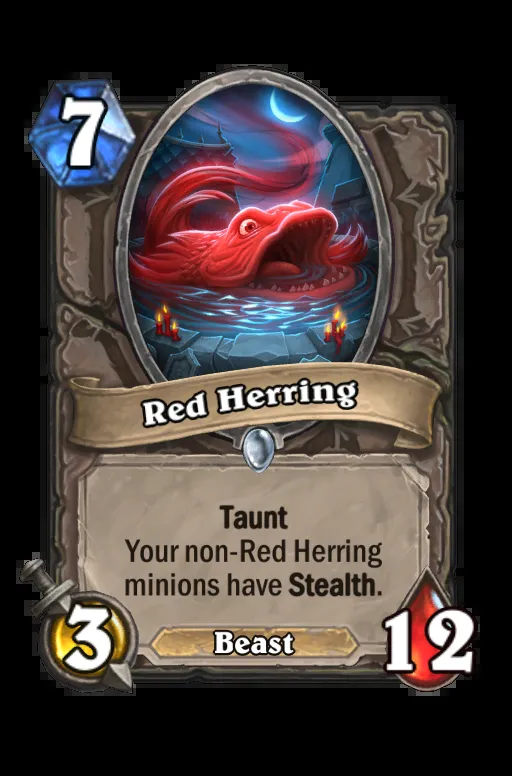 7
Red Herring
Taunt
Your non-Red Herring
minions have Stealth.
3
Beast
12